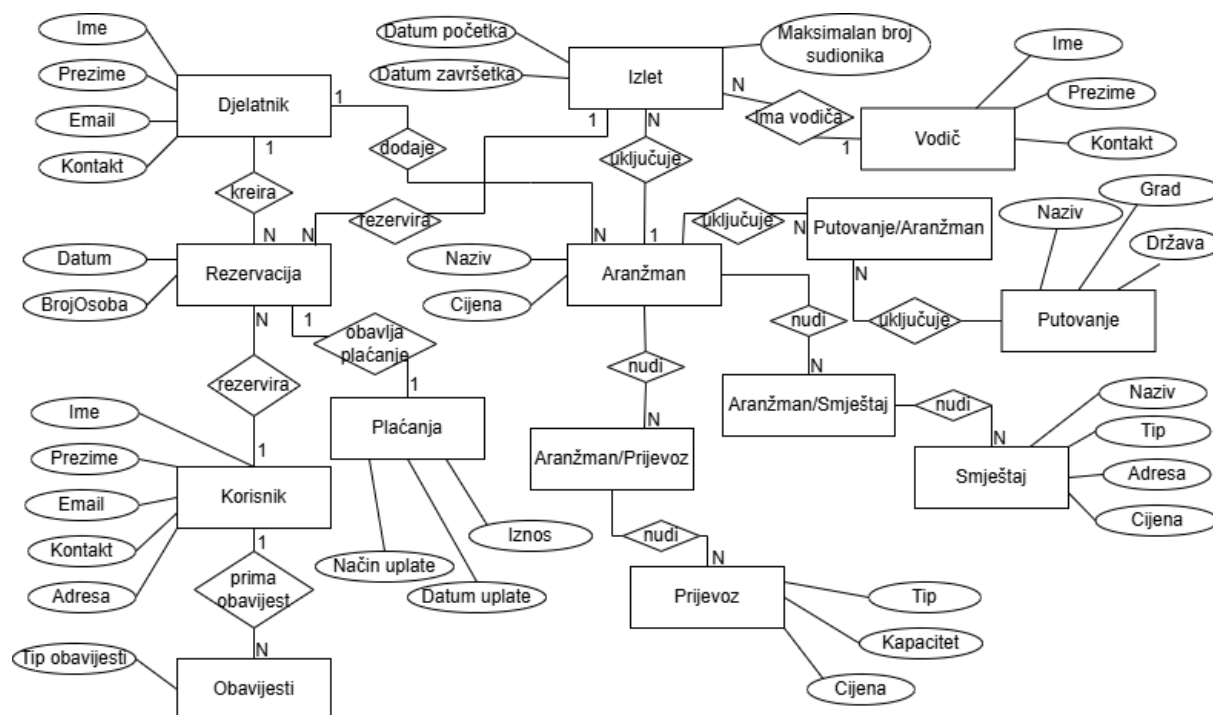 Ime
Prezime
Email
Kontakt
Djelatnik
1
1
kreira
N
dodaje
N
Datum početka
Datum završetka
Izlet
Maksimalan broj
sudionika
1
N
N
ima vodiča
1
Vodič
Ime
Prezime
Kontakt
uključuje
1
rezervira
N
Datum
BrojOsoba
Rezervacija
N
1
Naziv
Cijena
Aranžman
uključuje
N
Putovanje/Aranžman
N
uključuje
Putovanje
Naziv
Grad
Država
obavlja
plaćanje
1
rezervira
1
Plaćanja
Način uplate
Datum uplate
Iznos
nudi
N
Aranžman/Prijevoz
nudi
N
Prijevoz
Tip
Kapacitet
Cijena
nudi
N
Aranžman/Smještaj
nudi
N
Smještaj
Naziv
Tip
Adresa
Cijena
Ime
Prezime
Email
Kontakt
Adresa
Korisnik
1
prima
obavijest
N
Tip obavijesti
Obavijesti